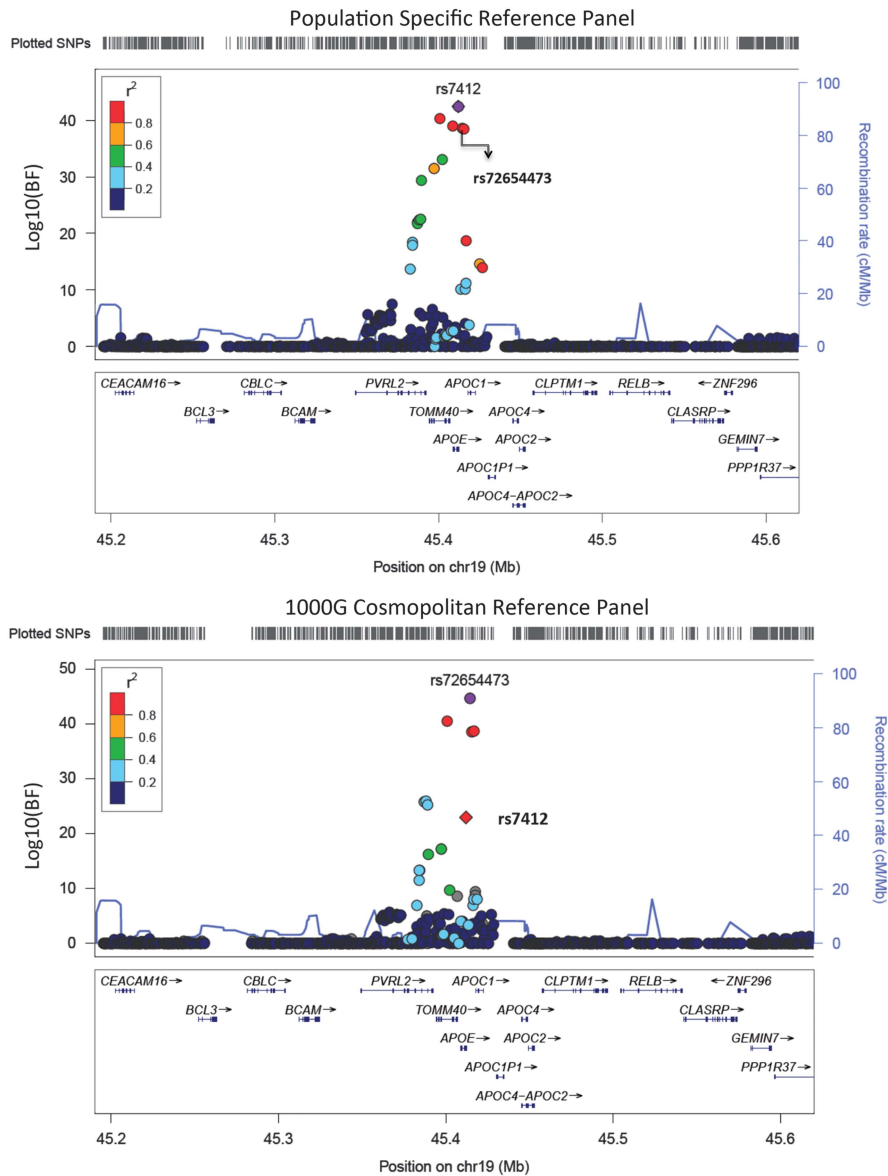 Population Specific Reference Panel
Plotted SNPs
r2
0.8
0.6
0.4
0.2
rs7412
rs72654473
Log10(BF)
40
30
20
10
0
Recombination rate (cM/Mb)
100
80
60
40
20
0
CEACAM16→ CBLC→ PVRL2→ APOC1→ CLPTM1→ RELB→ ←ZNF296
BCL3→ BCAM→ TOMM40→ APOC4→ CLASRP→
APOE→ APOC2→ GEMIN7→
APOC1P1→ PPP1R37→
APOC4−APOC2→
45.2 45.3 45.4 45.5 45.6
Position on chr19 (Mb)
1000G Cosmopolitan Reference Panel
Plotted SNPs
r2
0.8
0.6
0.4
0.2
rs72654473
rs7412
Log10(BF)
50
40
30
20
10
0
Recombination rate (cM/Mb)
100
80
60
40
20
0
CEACAM16→ CBLC→ PVRL2→ APOC1→ CLPTM1→ RELB→ ←ZNF296
BCL3→ BCAM→ TOMM40→ APOC4→ CLASRP→
APOE→ APOC2→ GEMIN7→
APOC1P1→ PPP1R37→
APOC4−APOC2→
45.2 45.3 45.4 45.5 45.6
Position on chr19 (Mb)